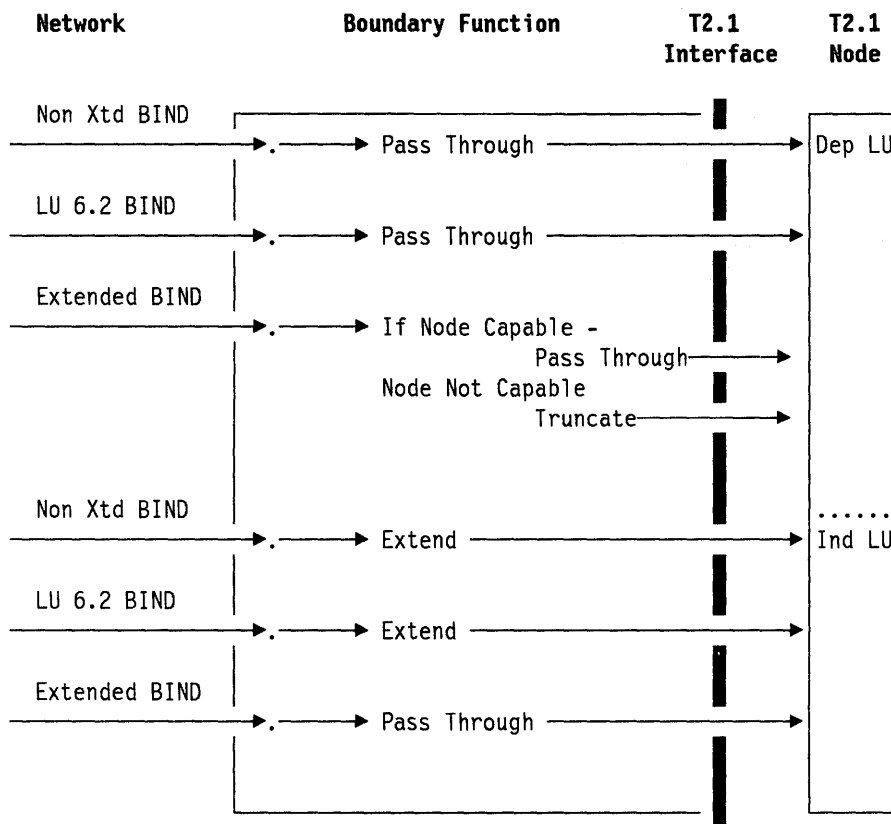 Network Boundary Function T2.1 T2.1
Interface Node
Non Xtd BIND
Pass Through Dep LU
LU 6.2 BIND
Pass Through
Extended BIND
If Node Capable -
Pass Through
Node Not Capable
Truncate
Non Xtd BIND
......
Extend Ind LU
LU 6.2 BIND
Extend
Extended BIND
Pass Through